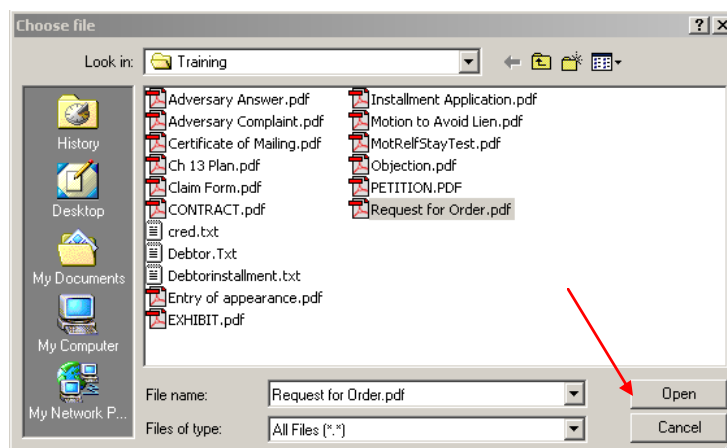 Choose file
Look in: Training
History
Desktop
My Documents
My Computer
My Network P...
Adversary Answer.pdf
Adversary Complaint.pdf
Certificate of Mailing.pdf
Ch 13 Plan.pdf
Claim Form.pdf
CONTRACT.pdf
cred.txt
Debtor.Txt
Debtorinstallment.txt
Entry of appearance.pdf
EXHIBIT.pdf
Installment Application.pdf
Motion to Avoid Lien.pdf
MotRelfStayTest.pdf
Objection.pdf
PETITION.PDF
Request for Order.pdf
File name: Request for Order.pdf Open
Files of type: All Files (*.*) Cancel